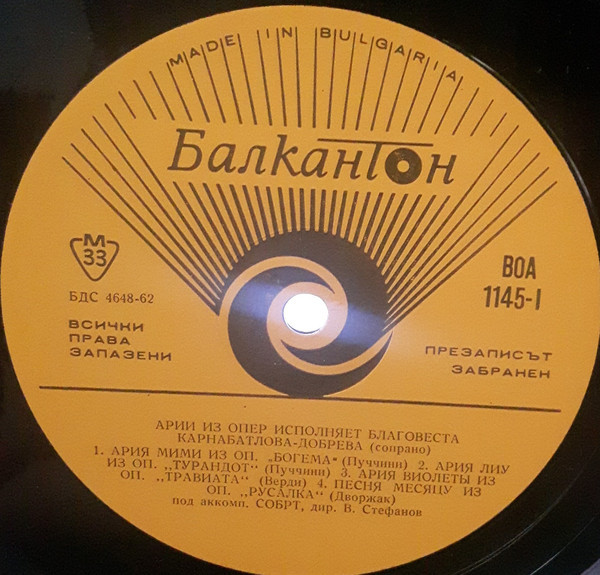 MADE IN BULGARIA
Балкантон
М
33
БДС 4648-62
ВСИЧКИ
ПРАВА
ЗАПАЗЕНИ
ВОА
1145-I
ПРЕЗАПИСЪТ
ЗАБРАНЕН
АРИИ ИЗ ОПЕР ИСПОЛНЯЕТ БЛАГОВЕСТА
КАРНАБАТЛОВА-ДОБРЕВА (сопрано)
1. АРИЯ МИМИ ИЗ ОП. „БОГЕМА“ (Пуччини) 2. АРИЯ ЛИУ
ИЗ ОП. „ТУРАНДОТ“ (Пуччини) 3. АРИЯ ВИОЛЕТЫ ИЗ
ОП. „ТРАВИАТА“ (Верди) 4. ПЕСНЯ МЕСЯЦУ ИЗ
ОП. „РУСАЛКА“ (Дворжак)
под аккомп. СОБРТ, дир. В. Стефанов